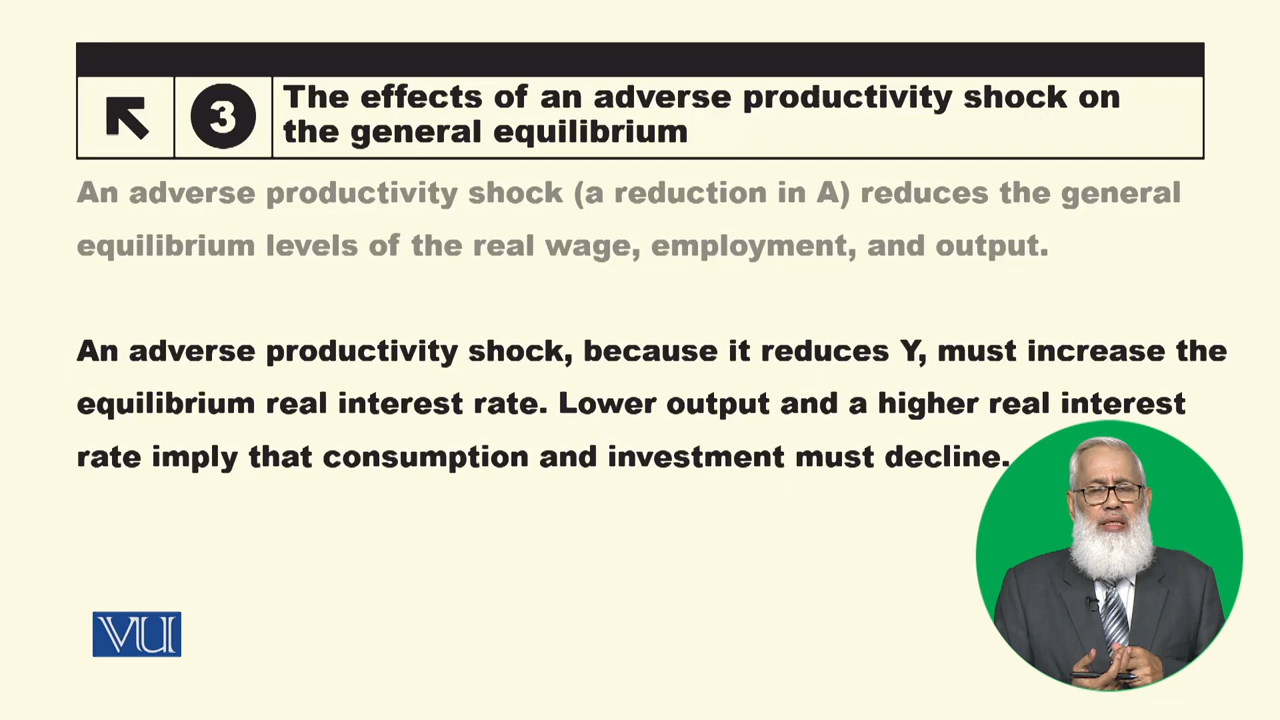 3
The effects of an adverse productivity shock on
the general equilibrium
An adverse productivity shock (a reduction in A) reduces the general
equilibrium levels of the real wage, employment, and output.
An adverse productivity shock, because it reduces Y, must increase the
equilibrium real interest rate. Lower output and a higher real interest
rate imply that consumption and investment must decline.
VU